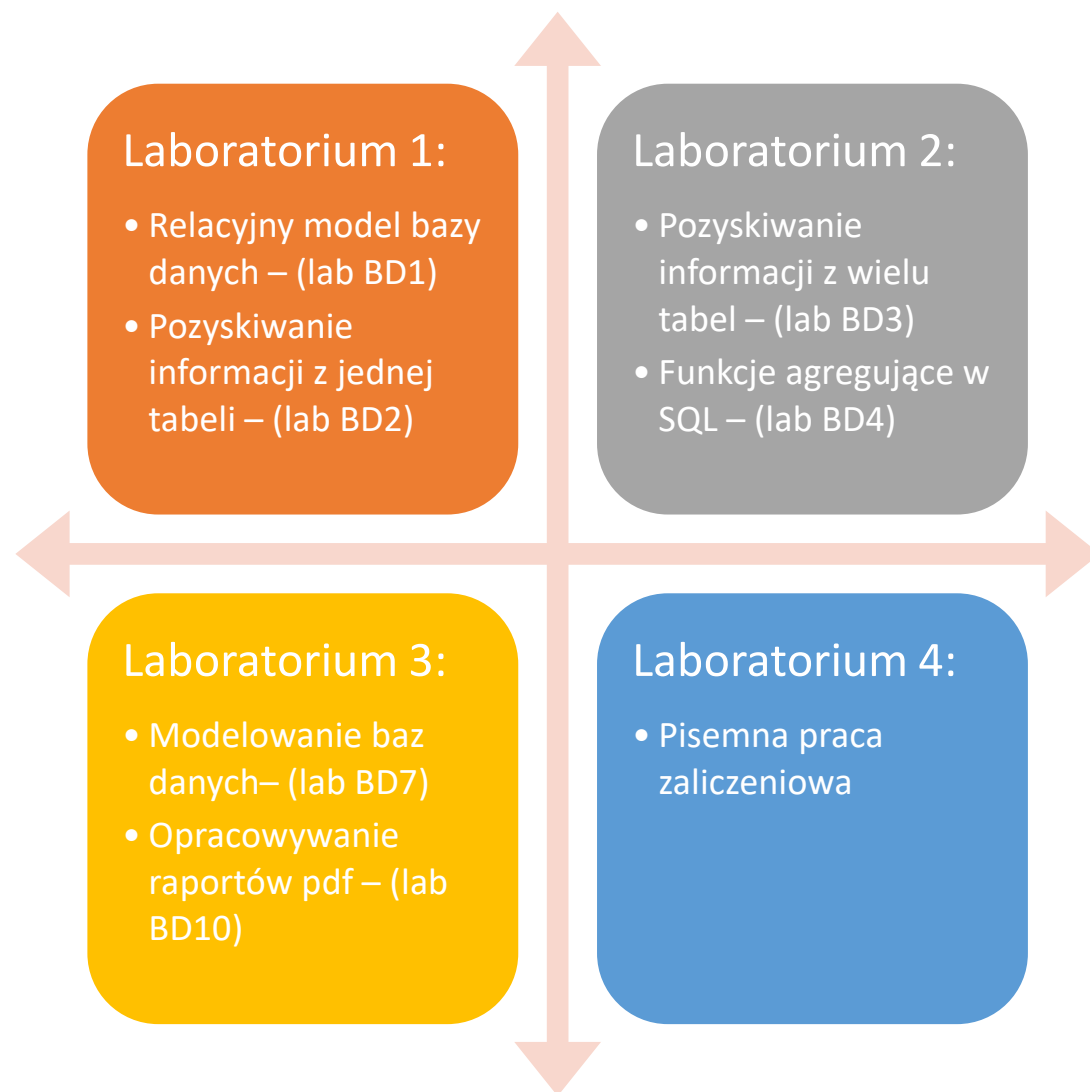 Laboratorium 1:
• Relacyjny model bazy
danych – (lab BD1)
• Pozyskiwanie
informacji z jednej
tabeli – (lab BD2)
Laboratorium 2:
• Pozyskiwanie
informacji z wielu
tabel – (lab BD3)
• Funkcje agregujące w
SQL – (lab BD4)
Laboratorium 3:
• Modelowanie baz
danych– (lab BD7)
• Opracowywanie
raportów pdf – (lab
BD10)
Laboratorium 4:
• Pisemna praca
zaliczeniowa